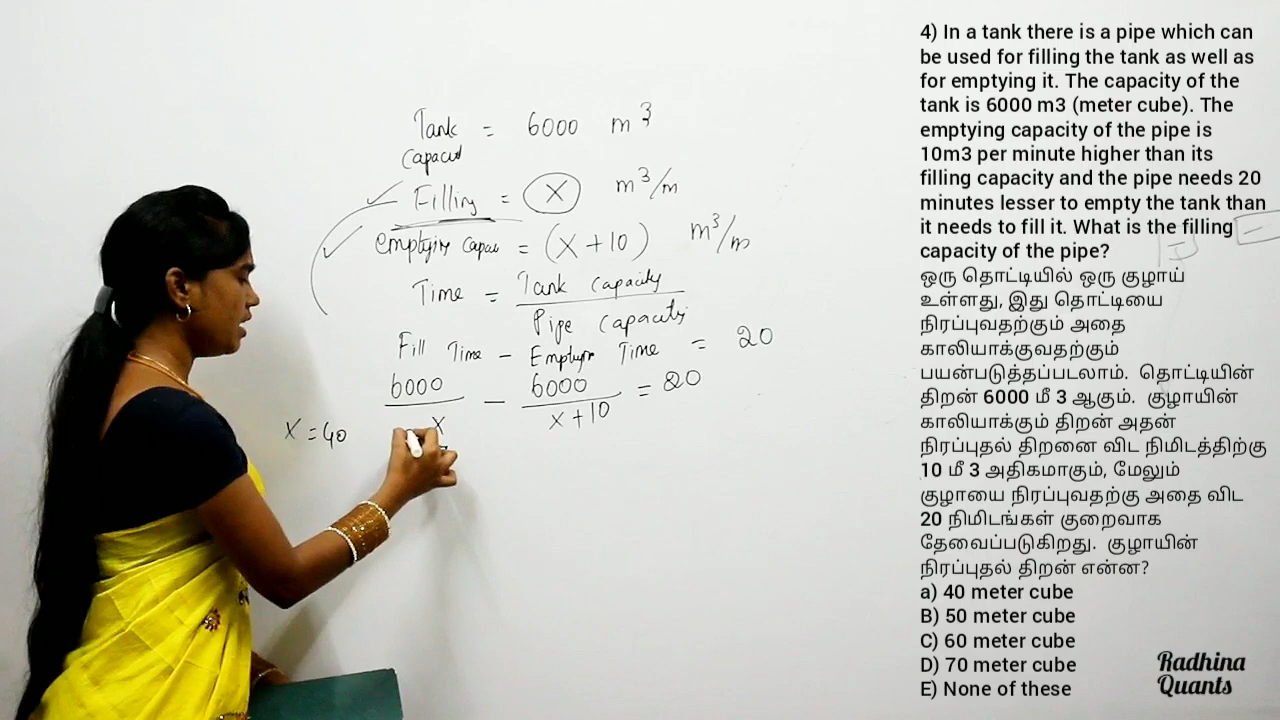 Tank = 6000 m³
Capacit
Filling = X m³/m
Emptying Capac = (X+10) m³/m
Time = Tank Capacity
Pipe Capacity
Fill Time - Emptying Time = 20
6000 - 6000 = 20
x x+10
X = 40
4) In a tank there is a pipe which can
be used for filling the tank as well as
for emptying it. The capacity of the
tank is 6000 m3 (meter cube). The
emptying capacity of the pipe is
10m3 per minute higher than its
filling capacity and the pipe needs 20
minutes lesser to empty the tank than
it needs to fill it. What is the filling
capacity of the pipe?
ஒரு தொட்டியில் ஒரு குழாய்
உள்ளது, இது தொட்டியை
நிரப்புவதற்கும் அதை
காலியாக்குவதற்கும்
பயன்படுத்தப்படலாம். தொட்டியின்
திறன் 6000 மீ 3 ஆகும். குழாயின்
காலியாக்கும் திறன் அதன்
நிரப்புதல் திறனை விட நிமிடத்திற்கு
10 மீ 3 அதிகமாகும், மேலும்
குழாயை நிரப்புவதற்கு அதை விட
20 நிமிடங்கள் குறைவாக
தேவைப்படுகிறது. குழாயின்
நிரப்புதல் திறன் என்ன?
a) 40 meter cube
B) 50 meter cube
C) 60 meter cube
D) 70 meter cube
E) None of these
Radhina
Quants